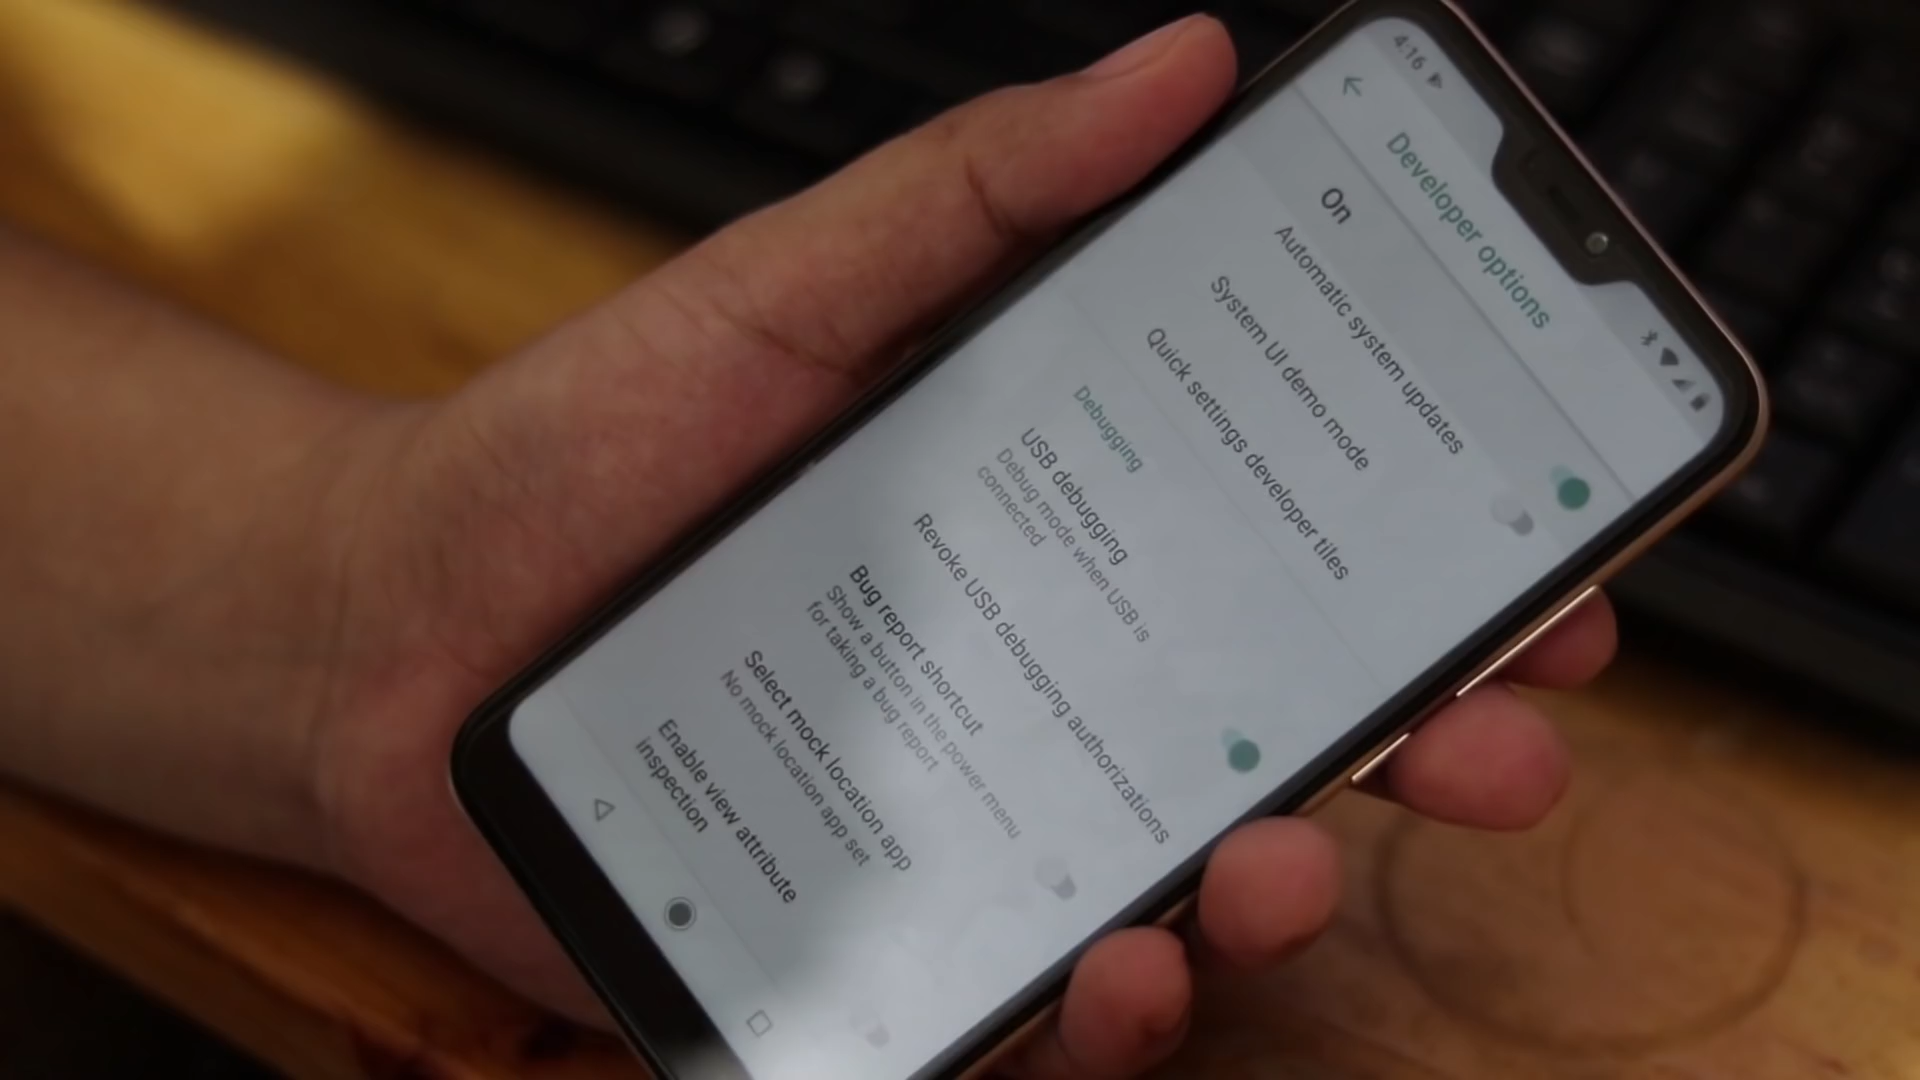 4:16
Developer options
On
Automatic system updates
System UI demo mode
Quick settings developer tiles
Debugging
USB debugging
Debug mode when USB is
connected
Revoke USB debugging authorizations
Bug report shortcut
Show a button in the power menu
for taking a bug report
Select mock location app
No mock location app set
Enable view attribute
inspection